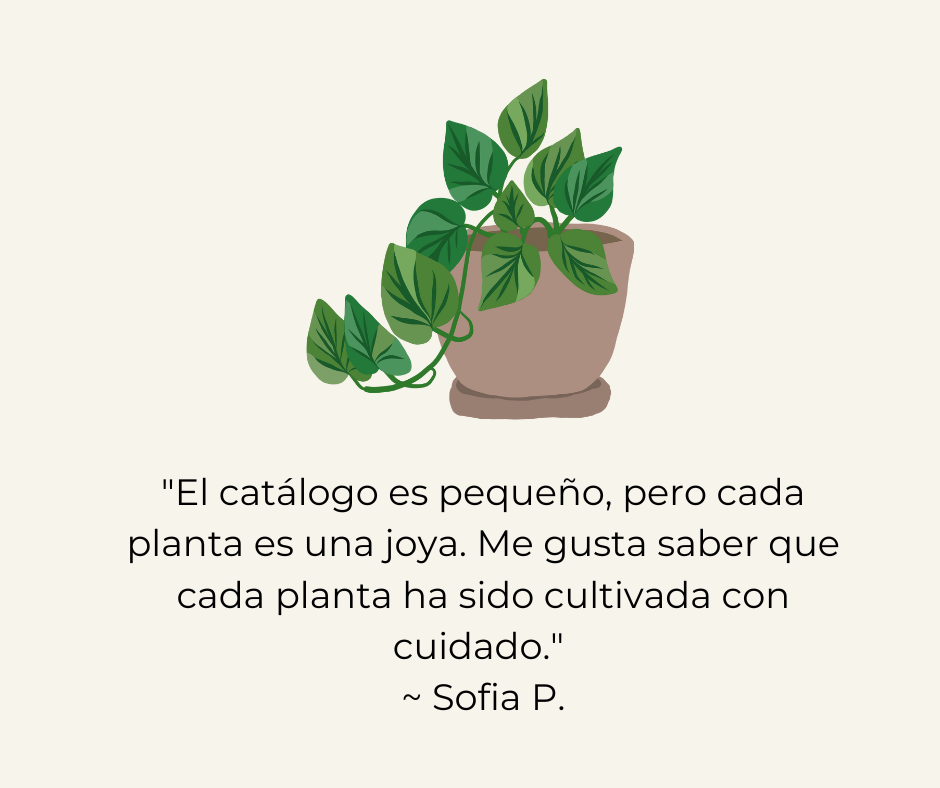 "El catálogo es pequeño, pero cada
planta es una joya. Me gusta saber que
cada planta ha sido cultivada con
cuidado."
~ Sofia P.